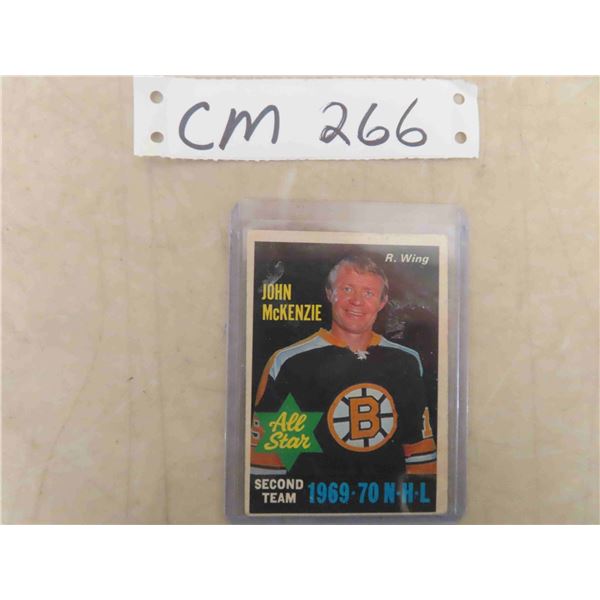 CM 266
R. Wing
JOHN
McKENZIE
B
All
Star
SECOND
TEAM
1969-70 N-H-L